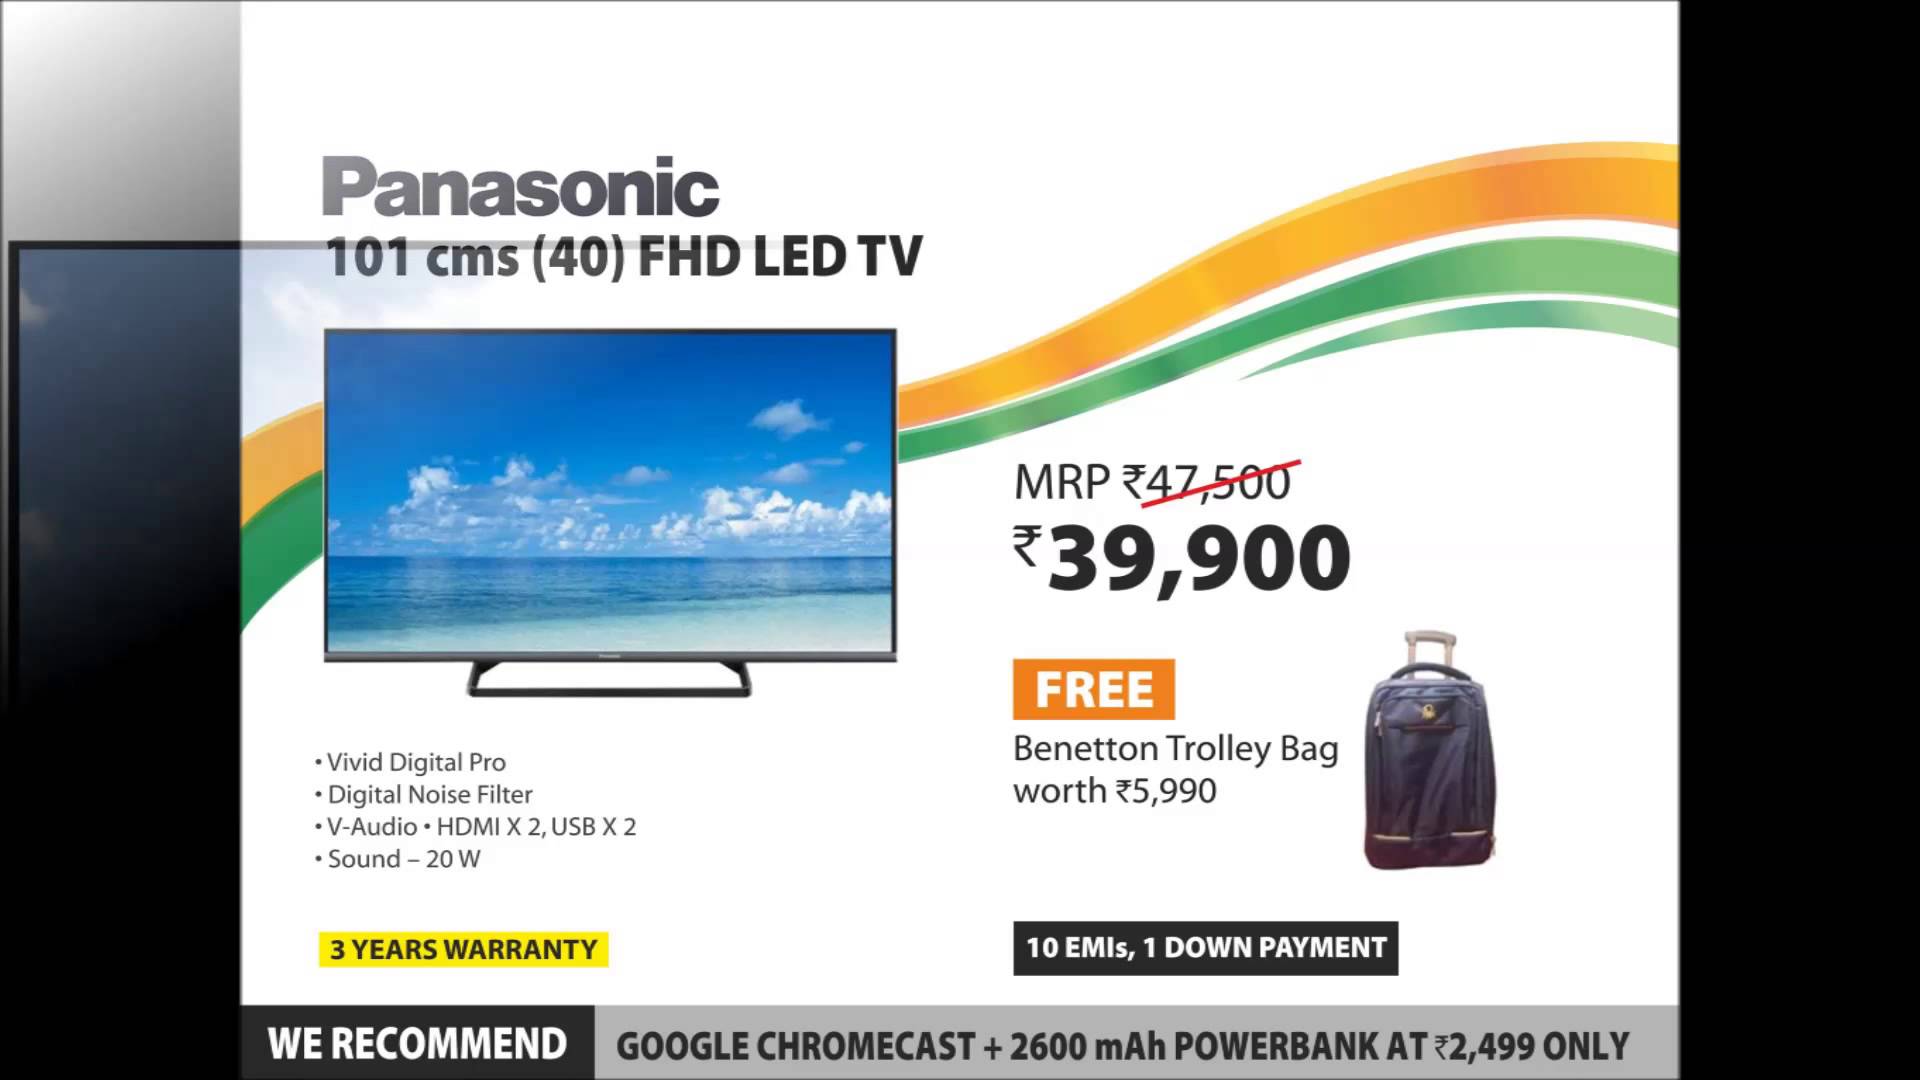 Panasonic
101 cms (40) FHD LED TV
MRP ₹47,500
₹39,900
FREE
Benetton Trolley Bag
worth ₹5,990
• Vivid Digital Pro
• Digital Noise Filter
• V-Audio • HDMI X 2, USB X 2
• Sound – 20 W
3 YEARS WARRANTY
10 EMIs, 1 DOWN PAYMENT
WE RECOMMEND
GOOGLE CHROMECAST + 2600 mAh POWERBANK AT ₹2,499 ONLY